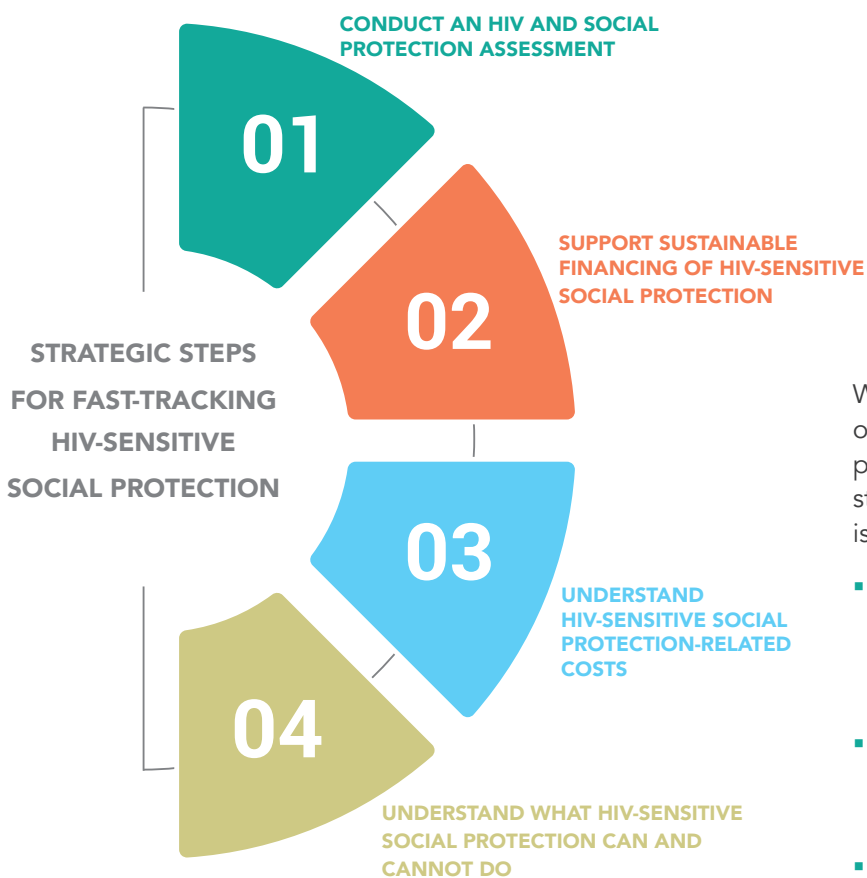 CONDUCT AN HIV AND SOCIAL
PROTECTION ASSESSMENT
01
SUPPORT SUSTAINABLE
FINANCING OF HIV-SENSITIVE
SOCIAL PROTECTION
02
STRATEGIC STEPS
FOR FAST-TRACKING
HIV-SENSITIVE
SOCIAL PROTECTION
03
UNDERSTAND
HIV-SENSITIVE SOCIAL
PROTECTION-RELATED
COSTS
04
UNDERSTAND WHAT HIV-SENSITIVE
SOCIAL PROTECTION CAN AND
CANNOT DO